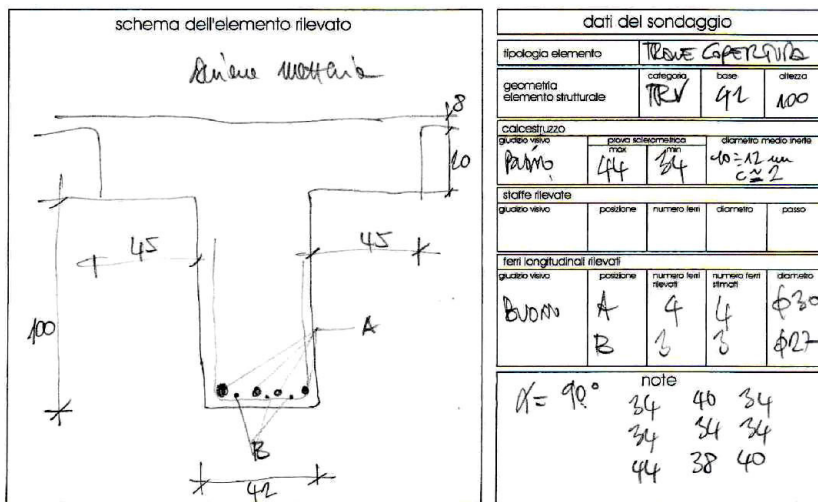 schema dell'elemento rilevato
8
20
45
45
100
A
B
42
dati del sondaggio
tipologia elemento TRAVE COPERTURA
geometria
elemento strutturale
categoria base altezza
TRV 42 100
calcestruzzo
giudizio visivo prova sclerometrica diametro medio inerte
max min
44 34 10÷12 mm
c ≅ 2
staffe rilevate
giudizio visivo posizione numero ferri diametro passo
ferri longitudinali rilevati
giudizio visivo posizione numero ferri rilevati numero ferri stimati diametro
BUONO A 4 4 ϕ30
B 3 3 ϕ27
note
α = 90°
34 40 34
34 34 34
44 38 40